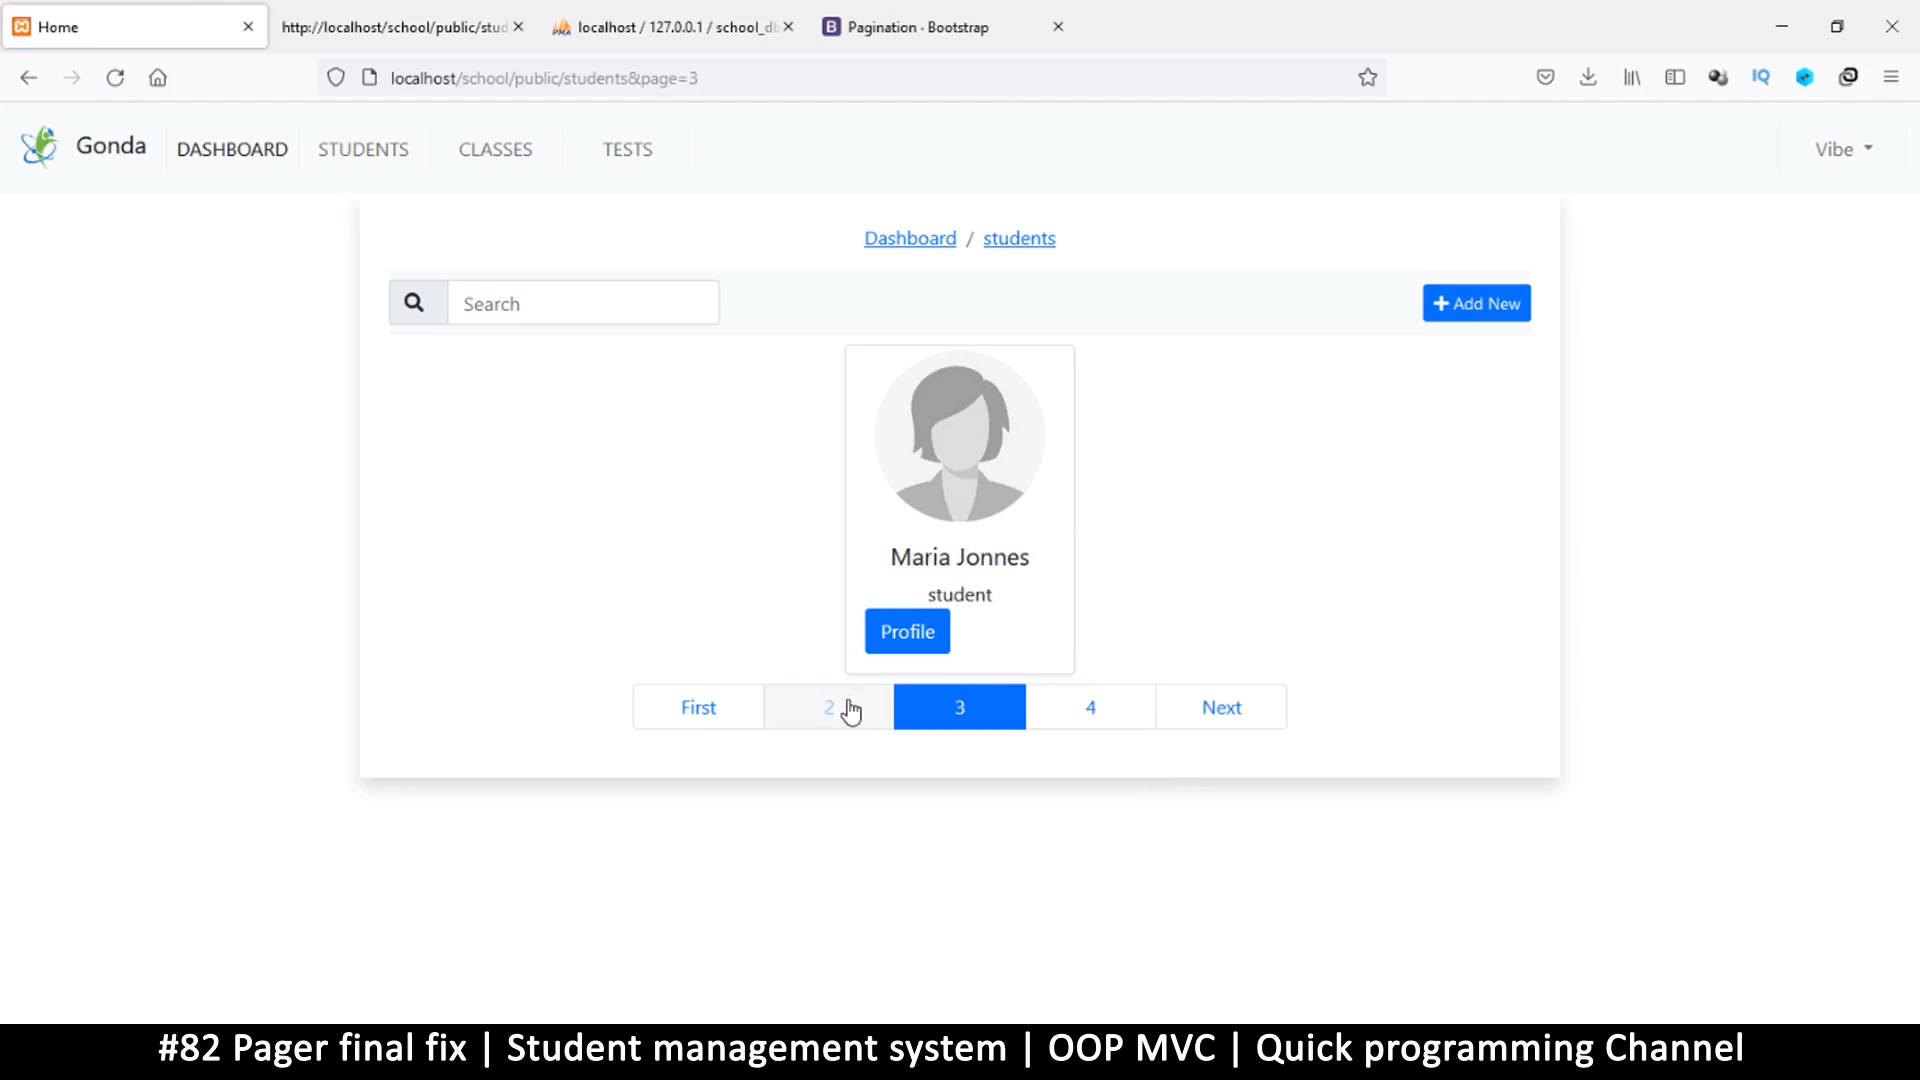 Home
http://localhost/school/public/stud
localhost / 127.0.0.1 / school_db
B Pagination · Bootstrap
localhost/school/public/students&page=3
IQ
Gonda
DASHBOARD
STUDENTS
CLASSES
TESTS
Vibe
Dashboard / students
Search
Add New
Maria Jonnes
student
Profile
First
2
3
4
Next
#82 Pager final fix | Student management system | OOP MVC | Quick programming Channel